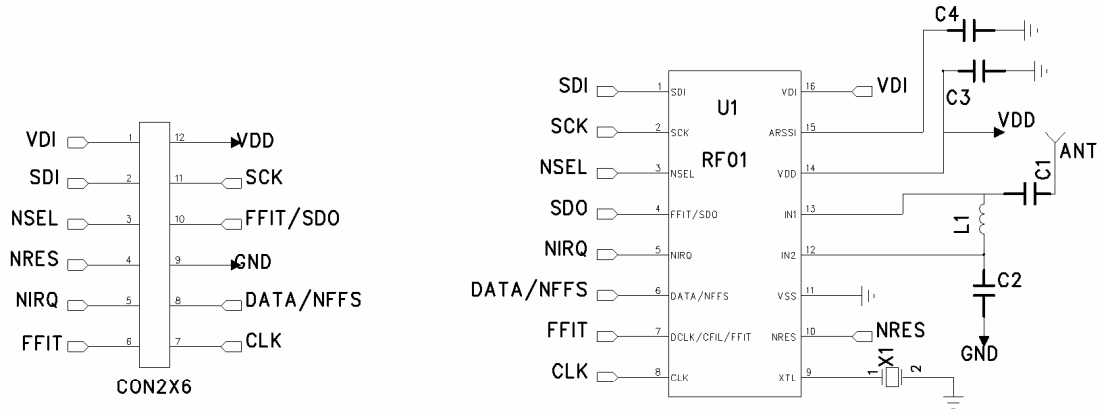 VDI 1 12 VDD
SDI 2 11 SCK
NSEL 3 10 FFIT/SDO
NRES 4 9 GND
NIRQ 5 8 DATA/NFFS
FFIT 6 7 CLK
CON2X6
C4
C3
SDI 1 SDI U1 VDI 16 VDI
SCK 2 SCK ARSSI 15 VDD
RF01
NSEL 3 NSEL VDD 14
C1 ANT
SDO 4 FFIT/SDO IN1 13
L1
NIRQ 5 NIRQ IN2 12
C2
DATA/NFFS 6 DATA/NFFS VSS 11
FFIT 7 DCLK/CFIL/FFIT NRES 10 NRES
GND
CLK 8 CLK XTL 9 1 X1 2